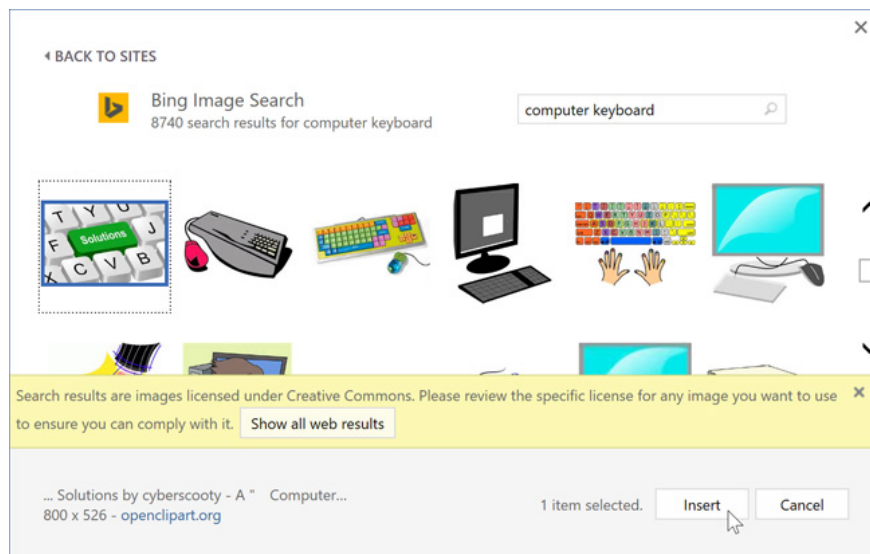 BACK TO SITES
Bing Image Search
8740 search results for computer keyboard
computer keyboard
T Y U
F Solutions J
X C V B
Search results are images licensed under Creative Commons. Please review the specific license for any image you want to use
to ensure you can comply with it. Show all web results
... Solutions by cyberscooty - A " Computer...
800 x 526 - openclipart.org
1 item selected. Insert Cancel